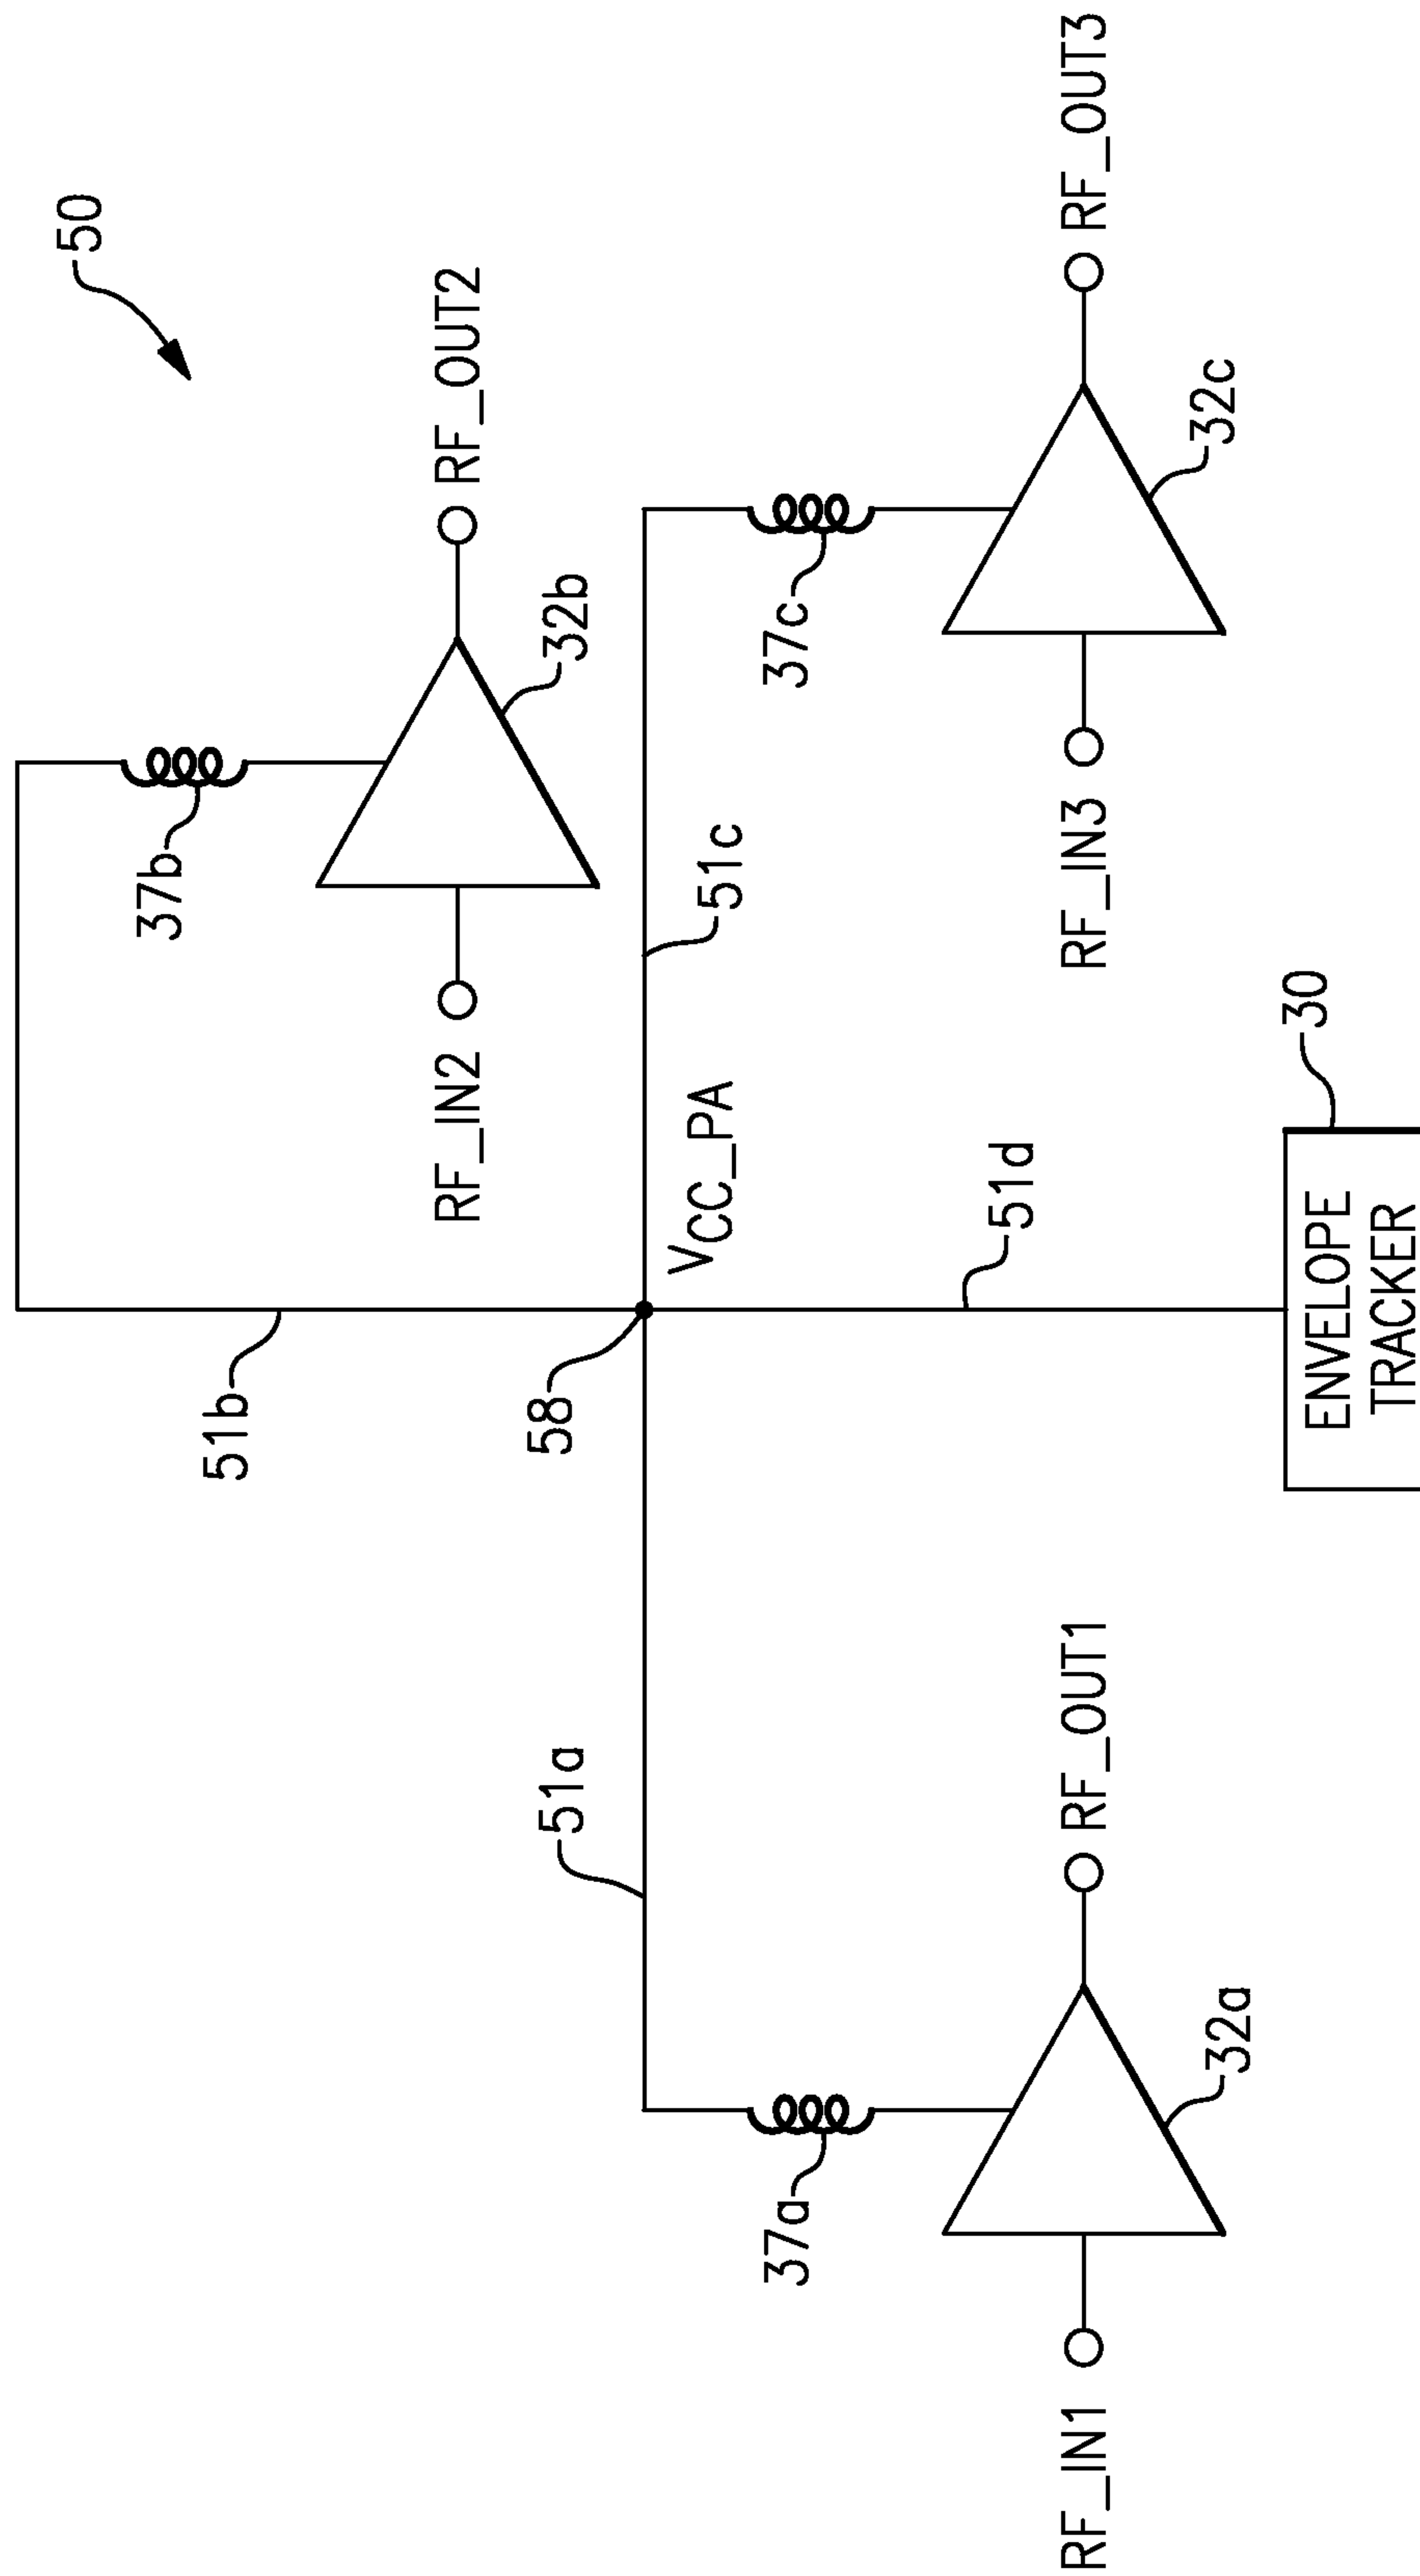 50
37b
RF_IN2
RF_OUT2
32b
51b
58
51a
51c
VCC_PA
51d
37a
RF_IN1
RF_OUT1
32a
37c
RF_IN3
RF_OUT3
32c
30
ENVELOPE
TRACKER